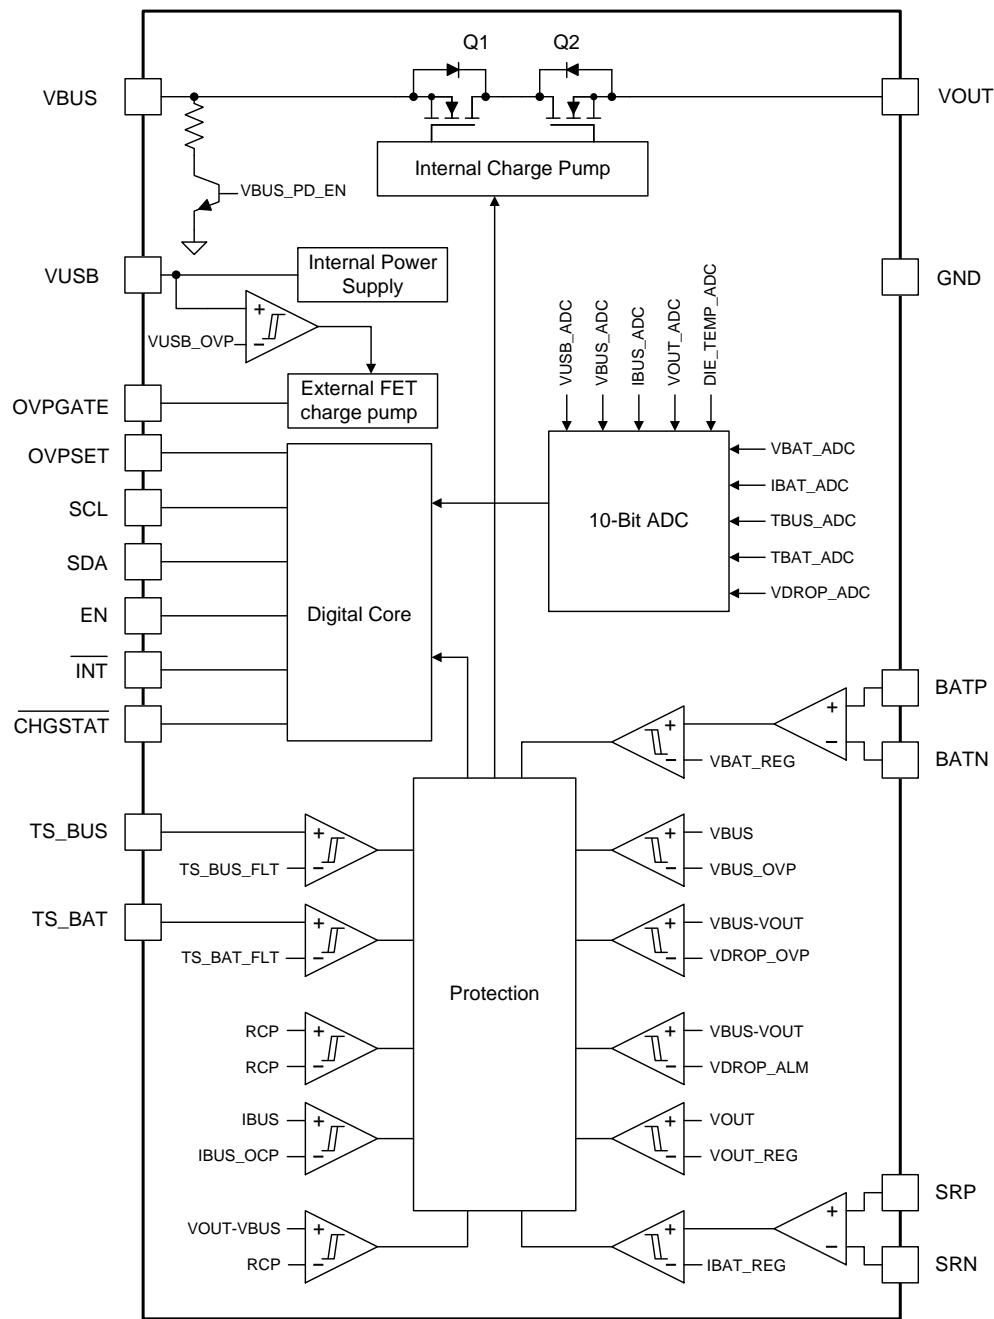 Q1
Q2
VBUS
VOUT
Internal Charge Pump
VBUS_PD_EN
VUSB
Internal Power
Supply
GND
+
−
VUSB_OVP
VUSB_ADC
VBUS_ADC
IBUS_ADC
VOUT_ADC
DIE_TEMP_ADC
OVPGATE
External FET
charge pump
OVPSET
SCL
SDA
EN
INT
CHGSTAT
Digital Core
10-Bit ADC
VBAT_ADC
IBAT_ADC
TBUS_ADC
TBAT_ADC
VDROP_ADC
BATP
BATN
+
−
+
−
VBAT_REG
TS_BUS
+
−
TS_BUS_FLT
TS_BAT
+
−
TS_BAT_FLT
RCP
+
−
RCP
IBUS
+
−
IBUS_OCP
VOUT-VBUS
+
−
RCP
Protection
+
−
VBUS
VBUS_OVP
+
−
VBUS-VOUT
VDROP_OVP
+
−
VBUS-VOUT
VDROP_ALM
+
−
VOUT
VOUT_REG
+
−
IBAT_REG
+
−
SRP
SRN